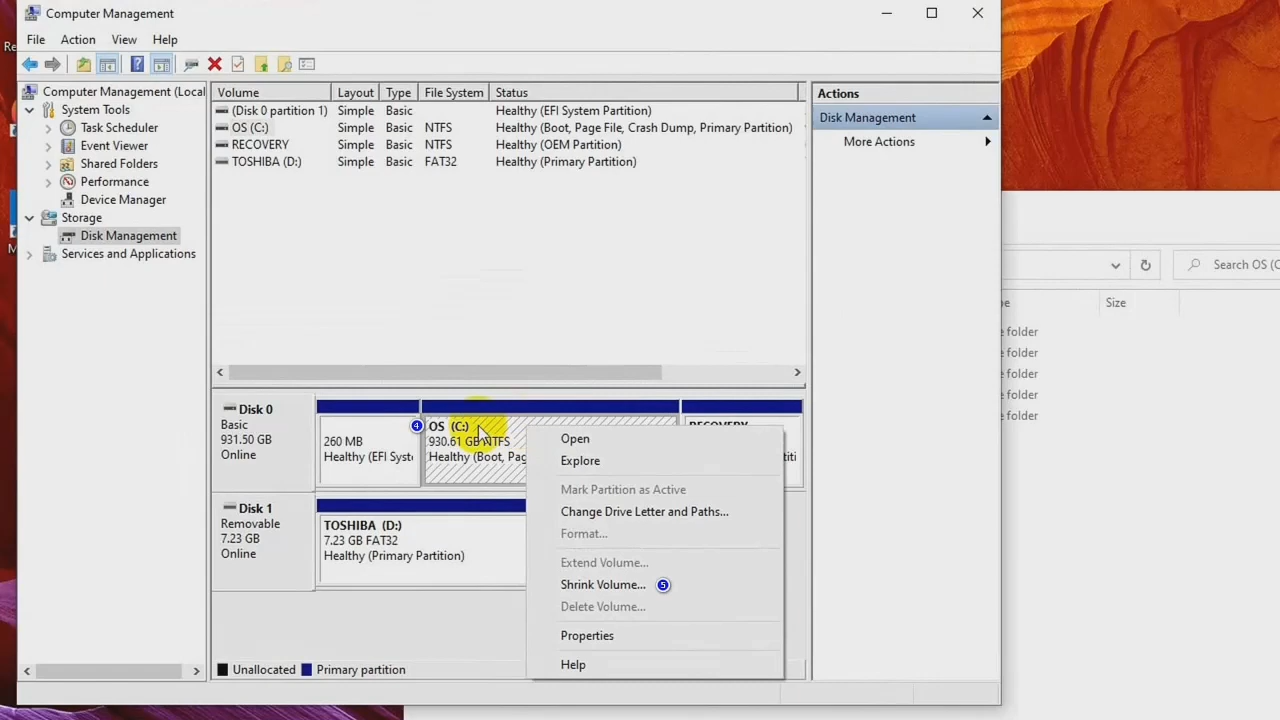 Computer Management
File Action View Help
Computer Management (Local
System Tools
Task Scheduler
Event Viewer
Shared Folders
Performance
Device Manager
Storage
Disk Management
Services and Applications
Volume Layout Type File System Status
(Disk 0 partition 1) Simple Basic Healthy (EFI System Partition)
OS (C:) Simple Basic NTFS Healthy (Boot, Page File, Crash Dump, Primary Partition)
RECOVERY Simple Basic NTFS Healthy (OEM Partition)
TOSHIBA (D:) Simple Basic FAT32 Healthy (Primary Partition)
Actions
Disk Management
More Actions
Search OS (C
Size
folder
folder
folder
folder
folder
Disk 0
Basic
931.50 GB
Online
260 MB
Healthy (EFI Syst
4
OS (C:)
930.61 GB NTFS
Healthy (Boot, Pag
RECOVERY
Disk 1
Removable
7.23 GB
Online
TOSHIBA (D:)
7.23 GB FAT32
Healthy (Primary Partition)
Open
Explore
Mark Partition as Active
Change Drive Letter and Paths...
Format...
Extend Volume...
Shrink Volume... 5
Delete Volume...
Properties
Help
Unallocated Primary partition